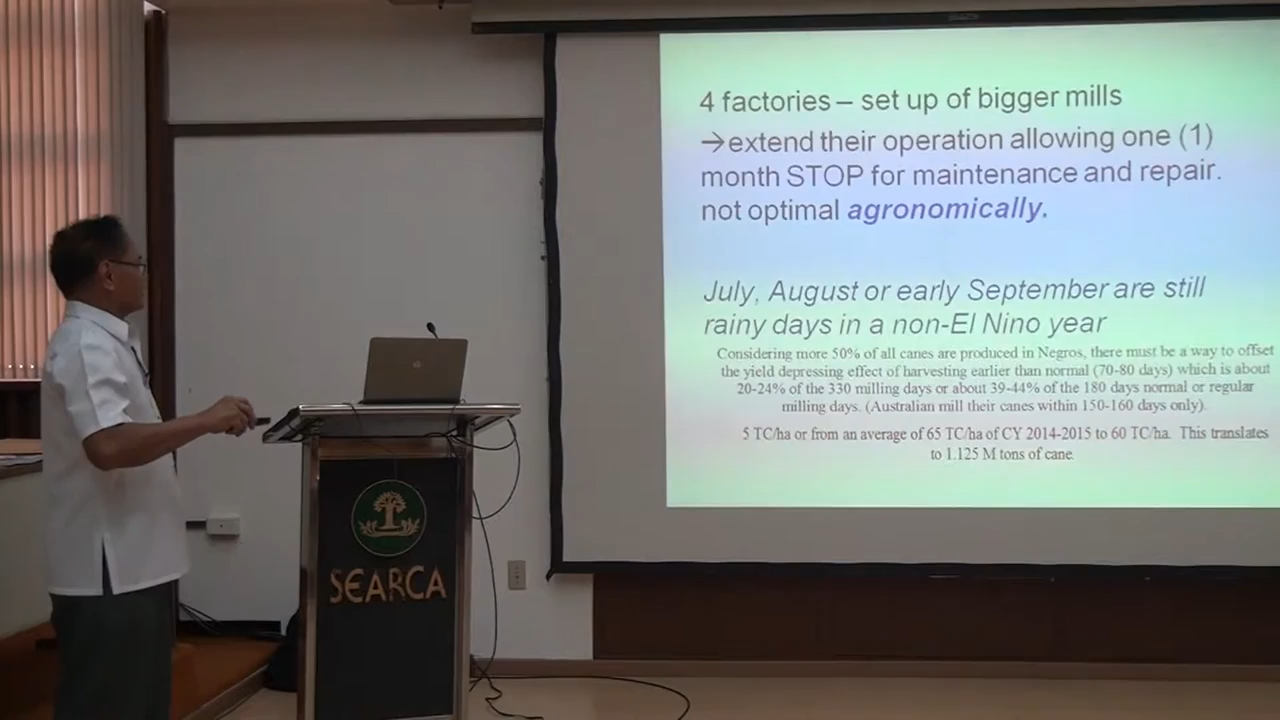 4 factories – set up of bigger mills
→extend their operation allowing one (1)
month STOP for maintenance and repair.
not optimal agronomically.
July, August or early September are still
rainy days in a non-El Nino year
Considering more 50% of all canes are produced in Negros, there must be a way to offset
the yield depressing effect of harvesting earlier than normal (70-80 days) which is about
20-24% of the 330 milling days or about 39-44% of the 180 days normal or regular
milling days. (Australian mill their canes within 150-160 days only).
5 TC/ha or from an average of 65 TC/ha of CY 2014-2015 to 60 TC/ha. This translates
to 1.125 M tons of cane.
SEARCA